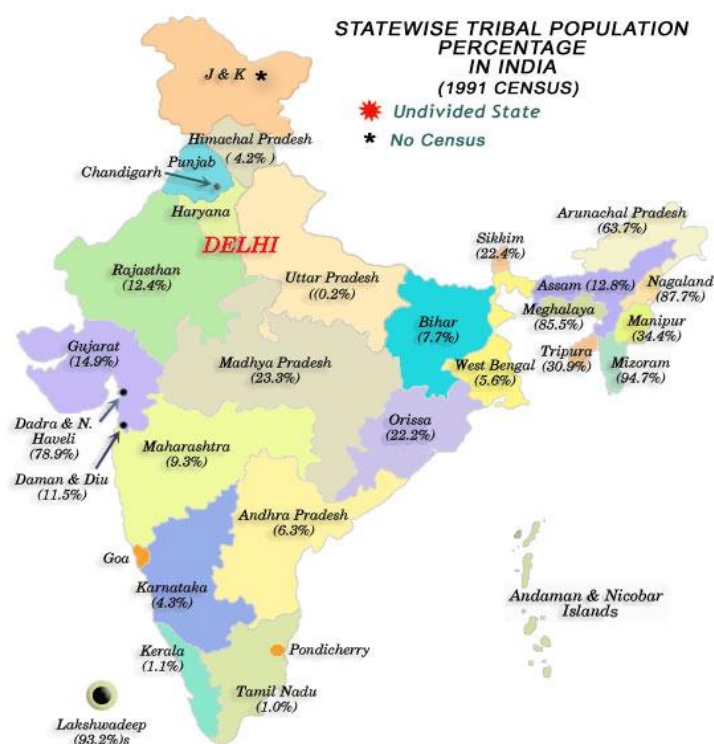 STATEWISE TRIBAL POPULATION
PERCENTAGE
IN INDIA
(1991 CENSUS)
Undivided State
* No Census
J & K *
Himachal Pradesh
( 4.2% )
Punjab
Chandigarh
Haryana
DELHI
Rajasthan
(12.4%)
Uttar Pradesh
((0.2%)
Sikkim
(22.4%)
Arunachal Pradesh
(63.7%)
Assam (12.8%)
Nagaland
(87.7%)
Meghalaya
(85.5%)
Manipur
(34.4%)
Tripura
(30.9%)
Mizoram
(94.7%)
Bihar
(7.7%)
West Bengal
(5.6%)
Gujarat
(14.9%)
Madhya Pradesh
(23.3%)
Orissa
(22.2%)
Dadra & N.
Haveli
(78.9%)
Daman & Diu
(11.5%)
Maharashtra
(9.3%)
Andhra Pradesh
(6.3%)
Goa
Karnataka
(4.3%)
Andaman & Nicobar
Islands
Kerala
(1.1%)
Pondicherry
Tamil Nadu
(1.0%)
Lakshwadeep
(93.2%)s